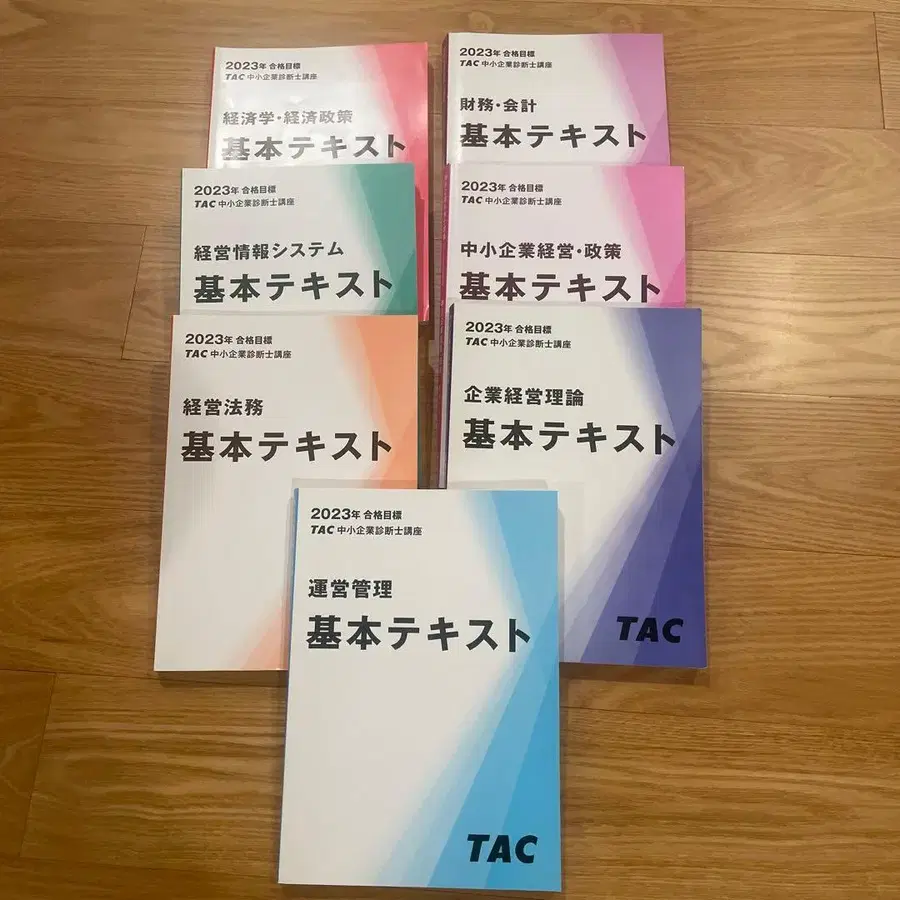 2023年 合格目標
TAC 中小企業診断士講座
経済学・経済政策
基本テキスト
2023年 合格目標
TAC 中小企業診断士講座
財務・会計
基本テキスト
2023年 合格目標
TAC 中小企業診断士講座
経営情報システム
基本テキスト
2023年 合格目標
TAC 中小企業診断士講座
中小企業経営・政策
基本テキスト
2023年 合格目標
TAC 中小企業診断士講座
経営法務
基本テキスト
2023年 合格目標
TAC 中小企業診断士講座
企業経営理論
基本テキスト
TAC
2023年 合格目標
TAC 中小企業診断士講座
運営管理
基本テキスト
TAC